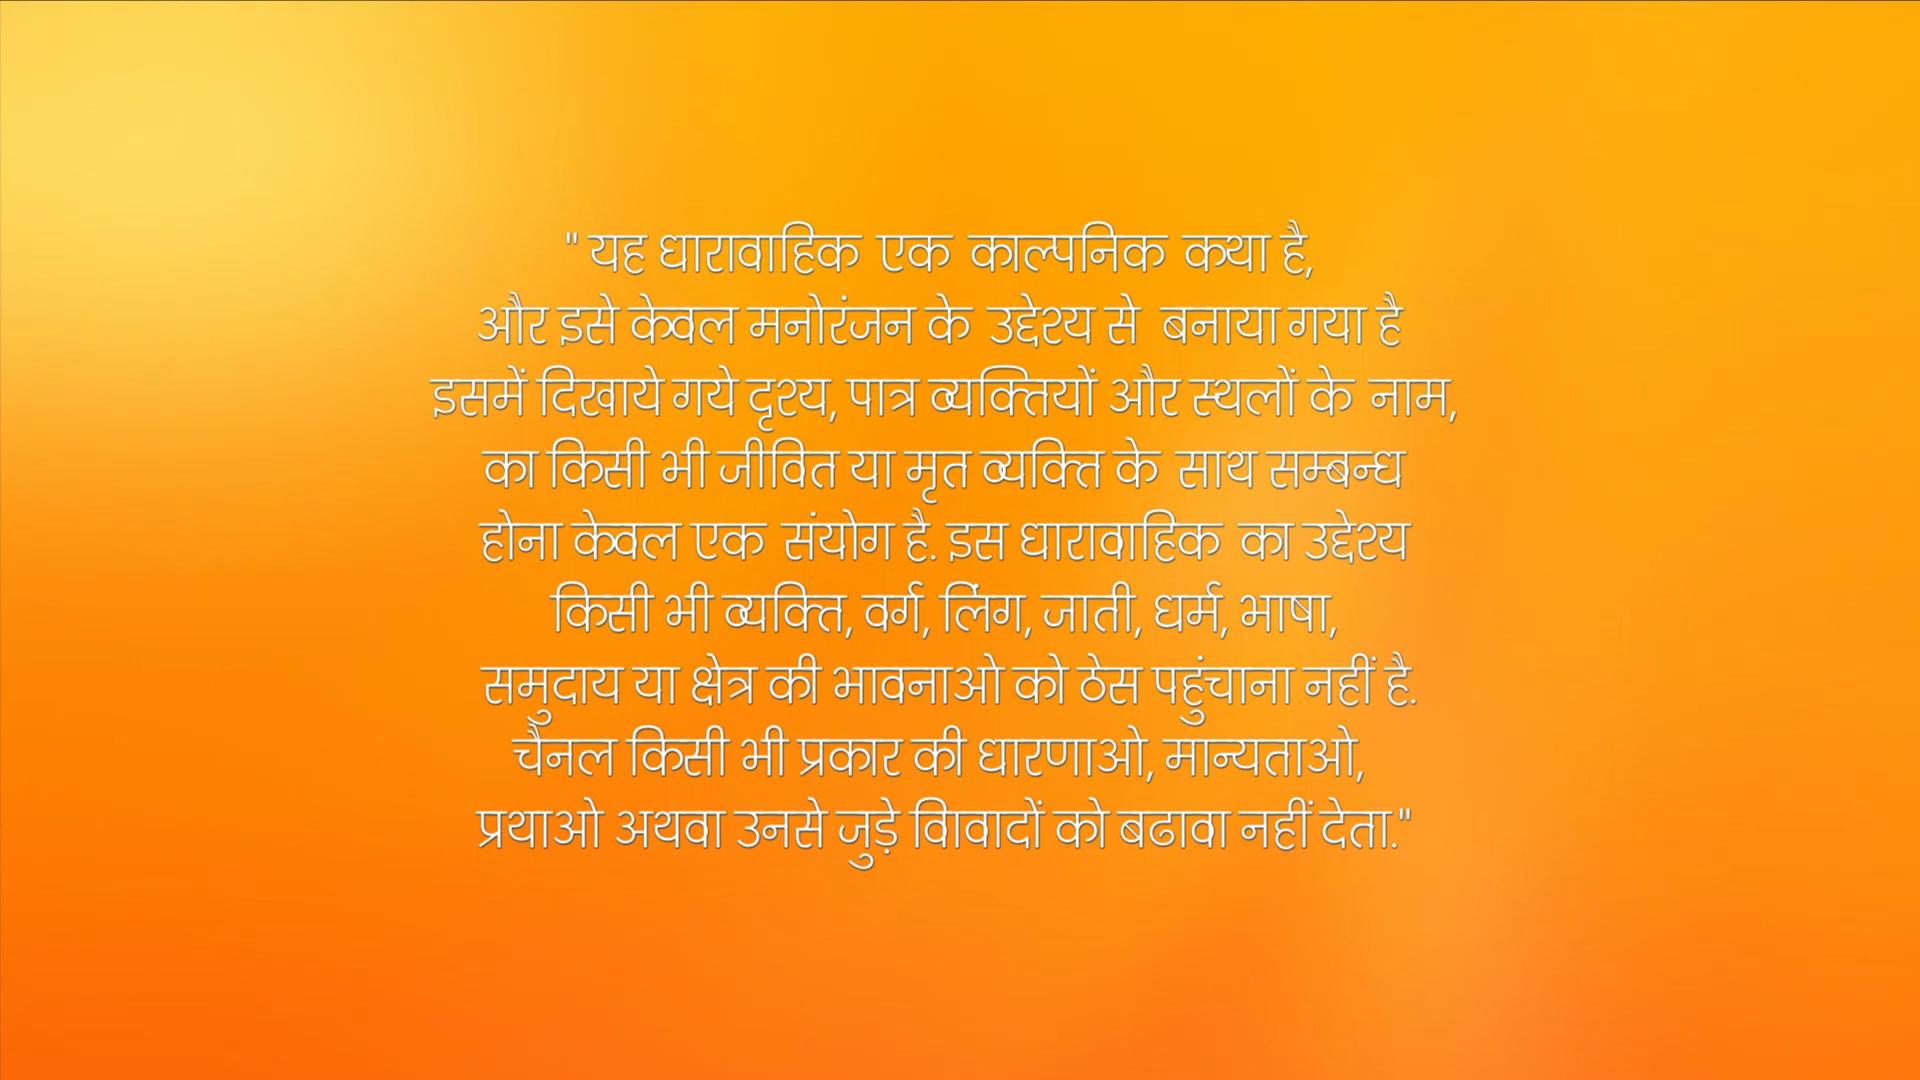 " यह धारावाहिक एक काल्पनिक कथा है,
और इसे केवल मनोरंजन के उद्देश्य से बनाया गया है
इसमें दिखाये गये दृश्य, पात्र व्यक्तियों और स्थलों के नाम,
का किसी भी जीवित या मृत व्यक्ति के साथ सम्बन्ध
होना केवल एक संयोग है. इस धारावाहिक का उद्देश्य
किसी भी व्यक्ति, वर्ग, लिंग, जाती, धर्म, भाषा,
समुदाय या क्षेत्र की भावनाओ को ठेस पहुंचाना नहीं है.
चैनल किसी भी प्रकार की धारणाओ, मान्यताओ,
प्रथाओ अथवा उनसे जुड़े विावादों को बढावा नहीं देता."